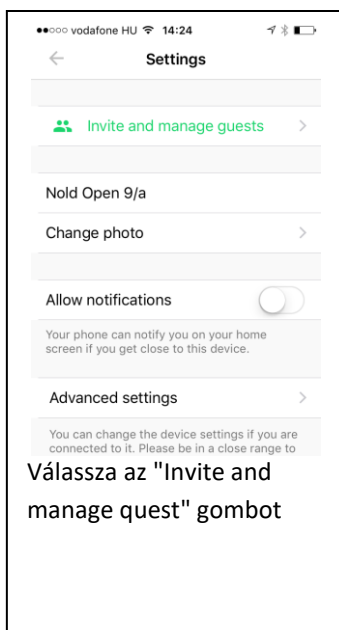 vodafone HU 14:24
Settings
Invite and manage guests
Nold Open 9/a
Change photo
Allow notifications
Your phone can notify you on your home
screen if you get close to this device.
Advanced settings
You can change the device settings if you are
connected to it. Please be in a close range to
Válassza az "Invite and
manage quest" gombot